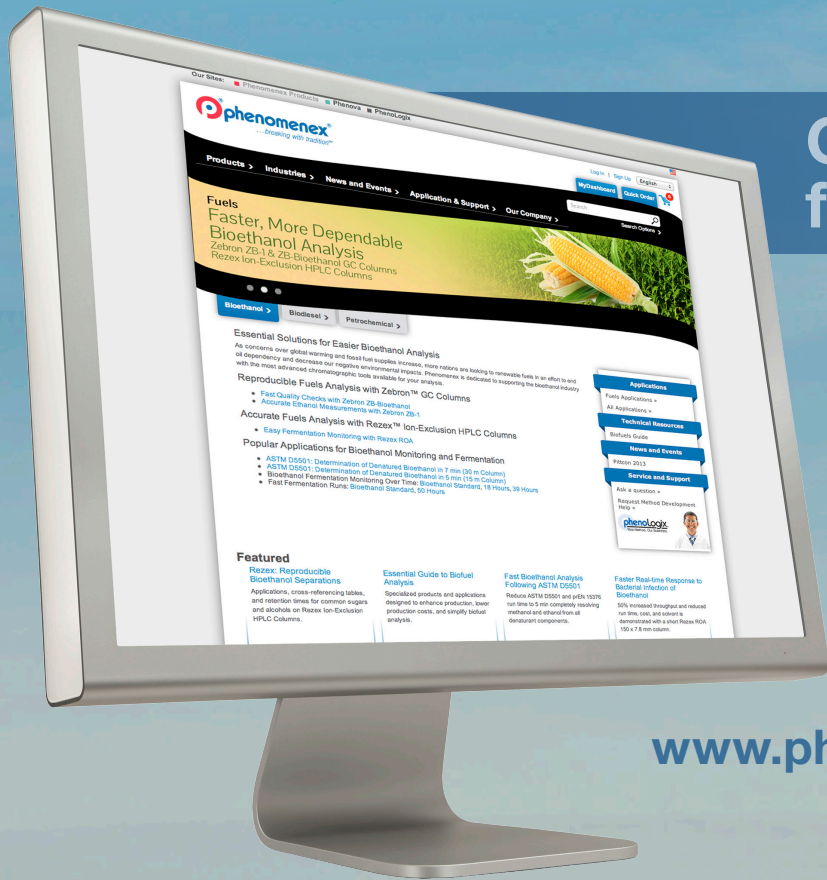 Our Sites: Phenomenex Products Phenova PhenoLogix
phenomenex®
...breaking with tradition™
Log In | Sign Up English
MyDashboard Quick Order 0
Products > Industries > News and Events > Application & Support > Our Company >
Search...
Search Options >
Fuels
Faster, More Dependable
Bioethanol Analysis
Zebron ZB-1 & ZB-Bioethanol GC Columns
Rezex Ion-Exclusion HPLC Columns
Bioethanol > Biodiesel > Petrochemical >
Essential Solutions for Easier Bioethanol Analysis
As concerns over global warming and fossil fuel supplies increase, more nations are looking to renewable fuels in an effort to end
oil dependency and decrease our negative environmental impacts. Phenomenex is dedicated to supporting the bioethanol industry
with the most advanced chromatographic tools available for your analysis.
Reproducible Fuels Analysis with Zebron™ GC Columns
• Fast Quality Checks with Zebron ZB-Bioethanol
• Accurate Ethanol Measurements with Zebron ZB-1
Accurate Fuels Analysis with Rezex™ Ion-Exclusion HPLC Columns
• Easy Fermentation Monitoring with Rezex ROA
Popular Applications for Bioethanol Monitoring and Fermentation
• ASTM D5501: Determination of Denatured Bioethanol in 7 min (30 m Column)
• ASTM D5501: Determination of Denatured Bioethanol in 5 min (15 m Column)
• Bioethanol Fermentation Monitoring Over Time: Bioethanol Standard, 18 Hours, 39 Hours
• Fast Fermentation Runs: Bioethanol Standard, 50 Hours
Applications
Fuels Applications »
All Applications »
Technical Resources
Biofuels Guide
News and Events
Pittcon 2013
Service and Support
Ask a question »
Request Method Development
Help »
phenoLogix
Featured
Rezex: Reproducible
Bioethanol Separations
Applications, cross-referencing tables,
and retention times for common sugars
and alcohols on Rezex Ion-Exclusion
HPLC Columns.
Essential Guide to Biofuel
Analysis
Specialized products and applications
designed to enhance production, lower
production costs, and simplify biofuel
analysis.
Fast Bioethanol Analysis
Following ASTM D5501
Reduce ASTM D5501 and prEN 15376
run time to 5 min completely resolving
methanol and ethanol from all
denaturant components.
Faster Real-time Response to
Bacterial Infection of
Bioethanol
50% increased throughput and reduced
run time, cost, and solvent is
demonstrated with a short Rezex ROA
150 x 7.8 mm column.
www.ph